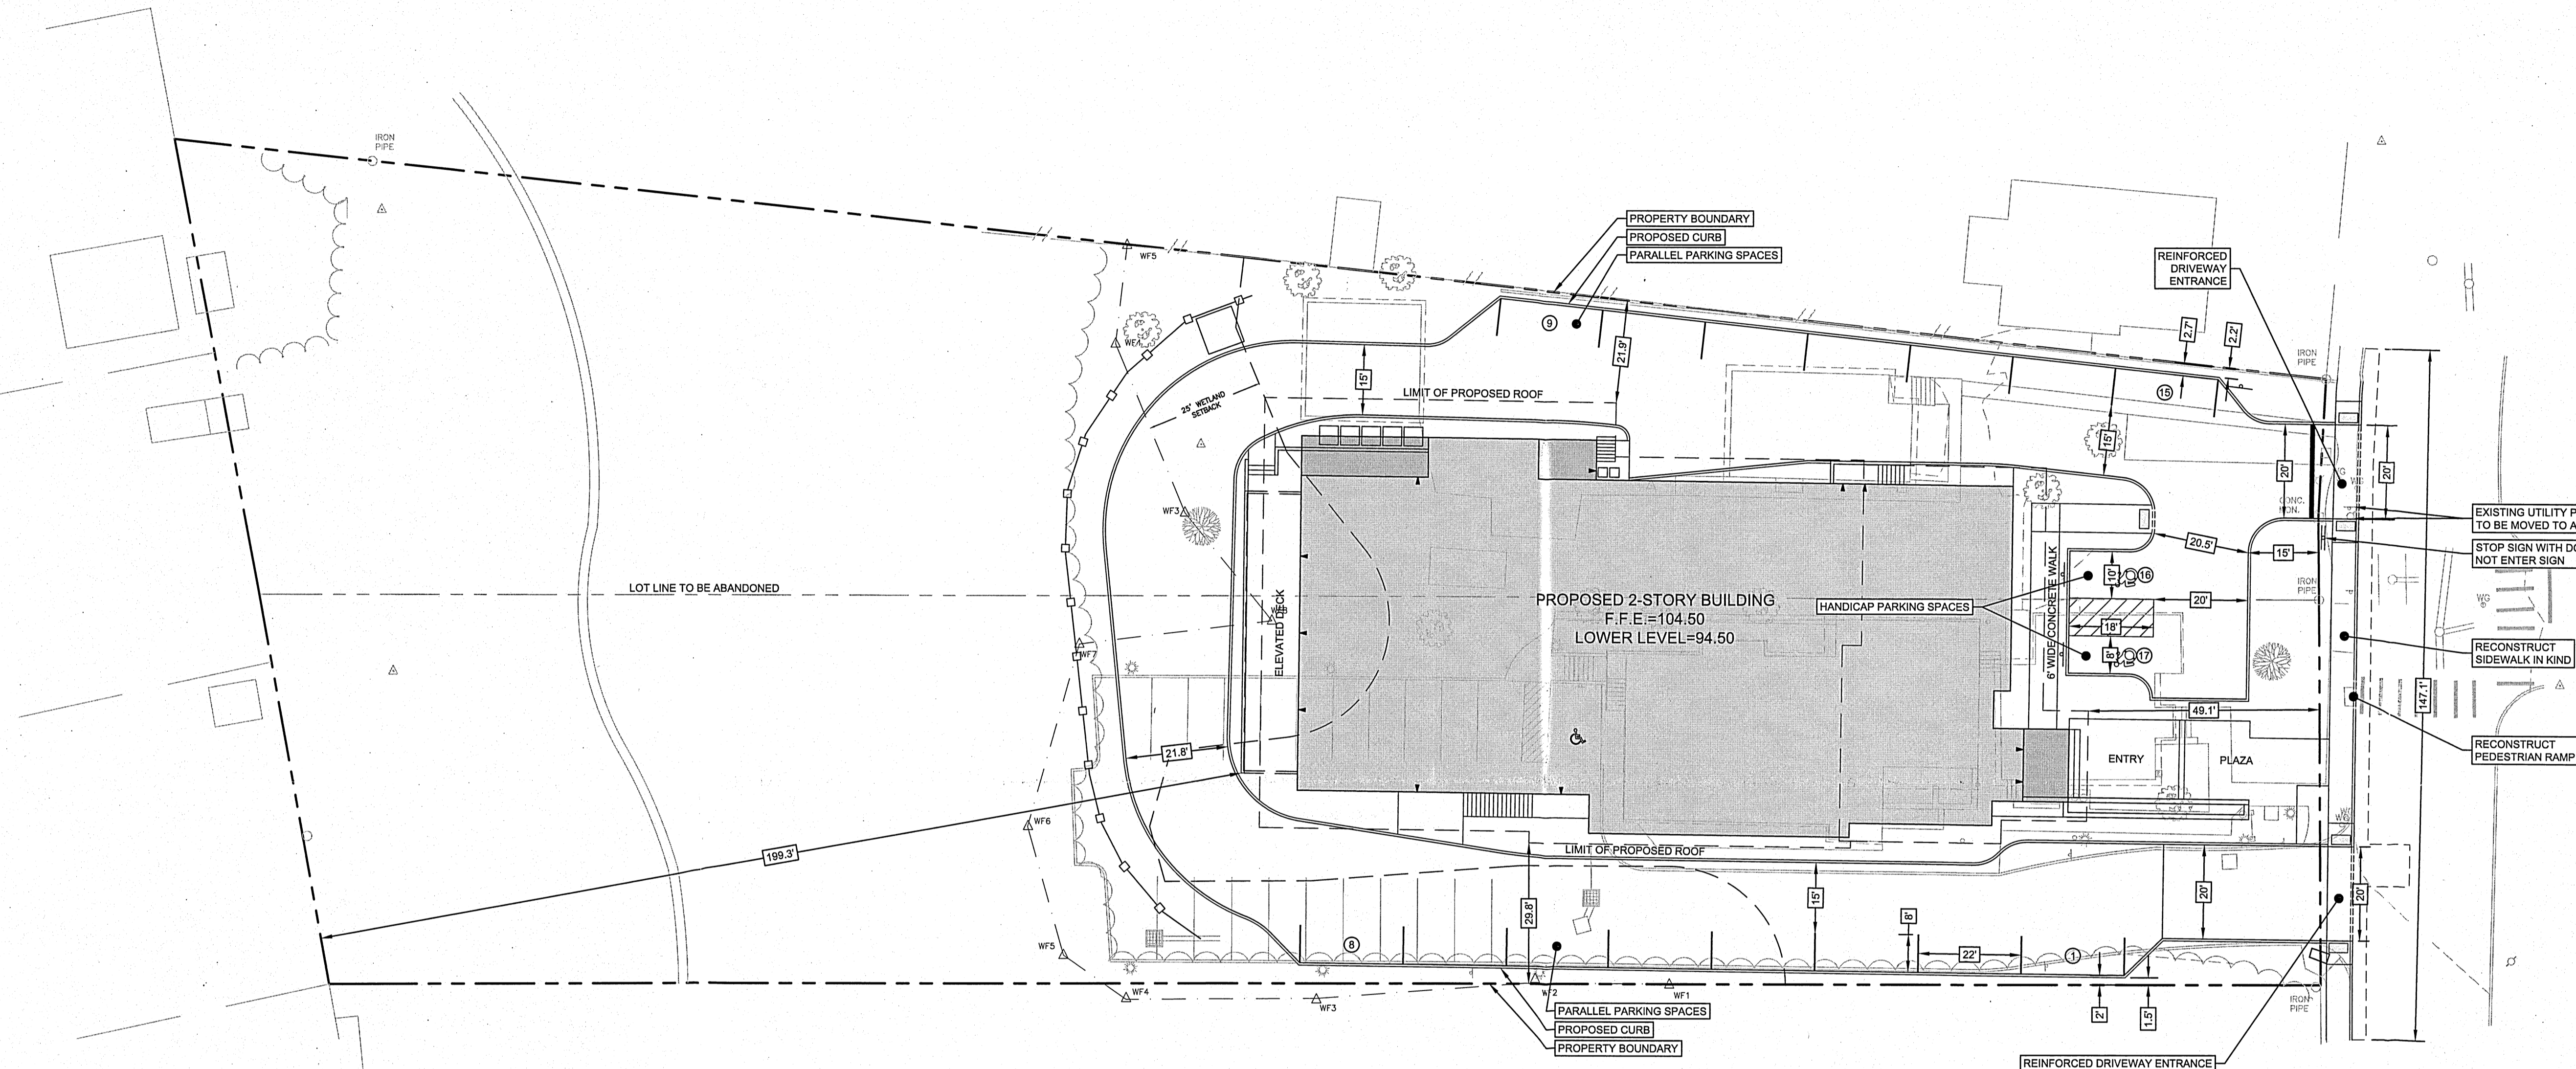 IRON
PIPE
WF5
PROPERTY BOUNDARY
PROPOSED CURB
PARALLEL PARKING SPACES
REINFORCED
DRIVEWAY
ENTRANCE
9
21.9'
2.7'
2.2'
IRON
PIPE
15'
LIMIT OF PROPOSED ROOF
15
25' WETLAND
SETBACK
15'
20'
20'
CONC.
MON.
WF3
EXISTING UTILITY P
TO BE MOVED TO A
STOP SIGN WITH DO
NOT ENTER SIGN
20.5'
15'
10'
16
IRON
PIPE
LOT LINE TO BE ABANDONED
ELEVATED DECK
PROPOSED 2-STORY BUILDING
F.F.E.=104.50
LOWER LEVEL=94.50
HANDICAP PARKING SPACES
6' WIDE CONCRETE WALK
20'
18'
8'
17
RECONSTRUCT
SIDEWALK IN KIND
WF7
147.1'
49.1'
RECONSTRUCT
PEDESTRIAN RAMP
21.8'
ENTRY
PLAZA
WF6
199.3'
LIMIT OF PROPOSED ROOF
29.8'
15'
8'
20'
20'
WF5
8
22'
1
WF4
WF3
WF2
WF1
2'
1.5'
IRON
PIPE
PARALLEL PARKING SPACES
PROPOSED CURB
PROPERTY BOUNDARY
REINFORCED DRIVEWAY ENTRANCE